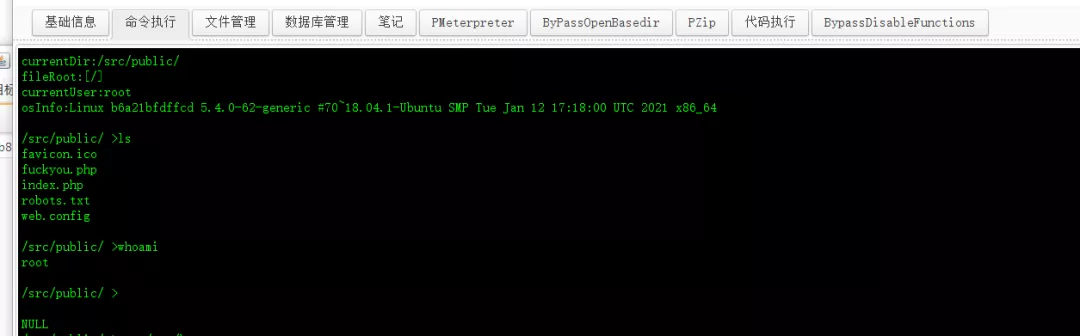 基础信息 命令执行 文件管理 数据库管理 笔记 PMeterpreter ByPassOpenBasedir PZip 代码执行 BypassDisableFunctions
currentDir:/src/public/
fileRoot:[/]
currentUser:root
osInfo:Linux b6a21bfdffcd 5.4.0-62-generic #70~18.04.1-Ubuntu SMP Tue Jan 12 17:18:00 UTC 2021 x86_64
/src/public/ >ls
favicon.ico
fuckyou.php
index.php
robots.txt
web.config
/src/public/ >whoami
root
/src/public/ >
NULL